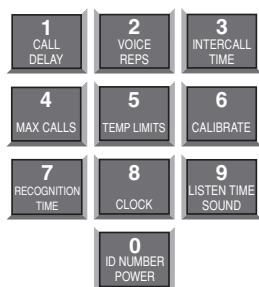 1
CALL
DELAY
2
VOICE
REPS
3
INTERCALL
TIME
4
MAX CALLS
5
TEMP LIMITS
6
CALIBRATE
7
RECOGNITION
TIME
8
CLOCK
9
LISTEN TIME
SOUND
0
ID NUMBER
POWER